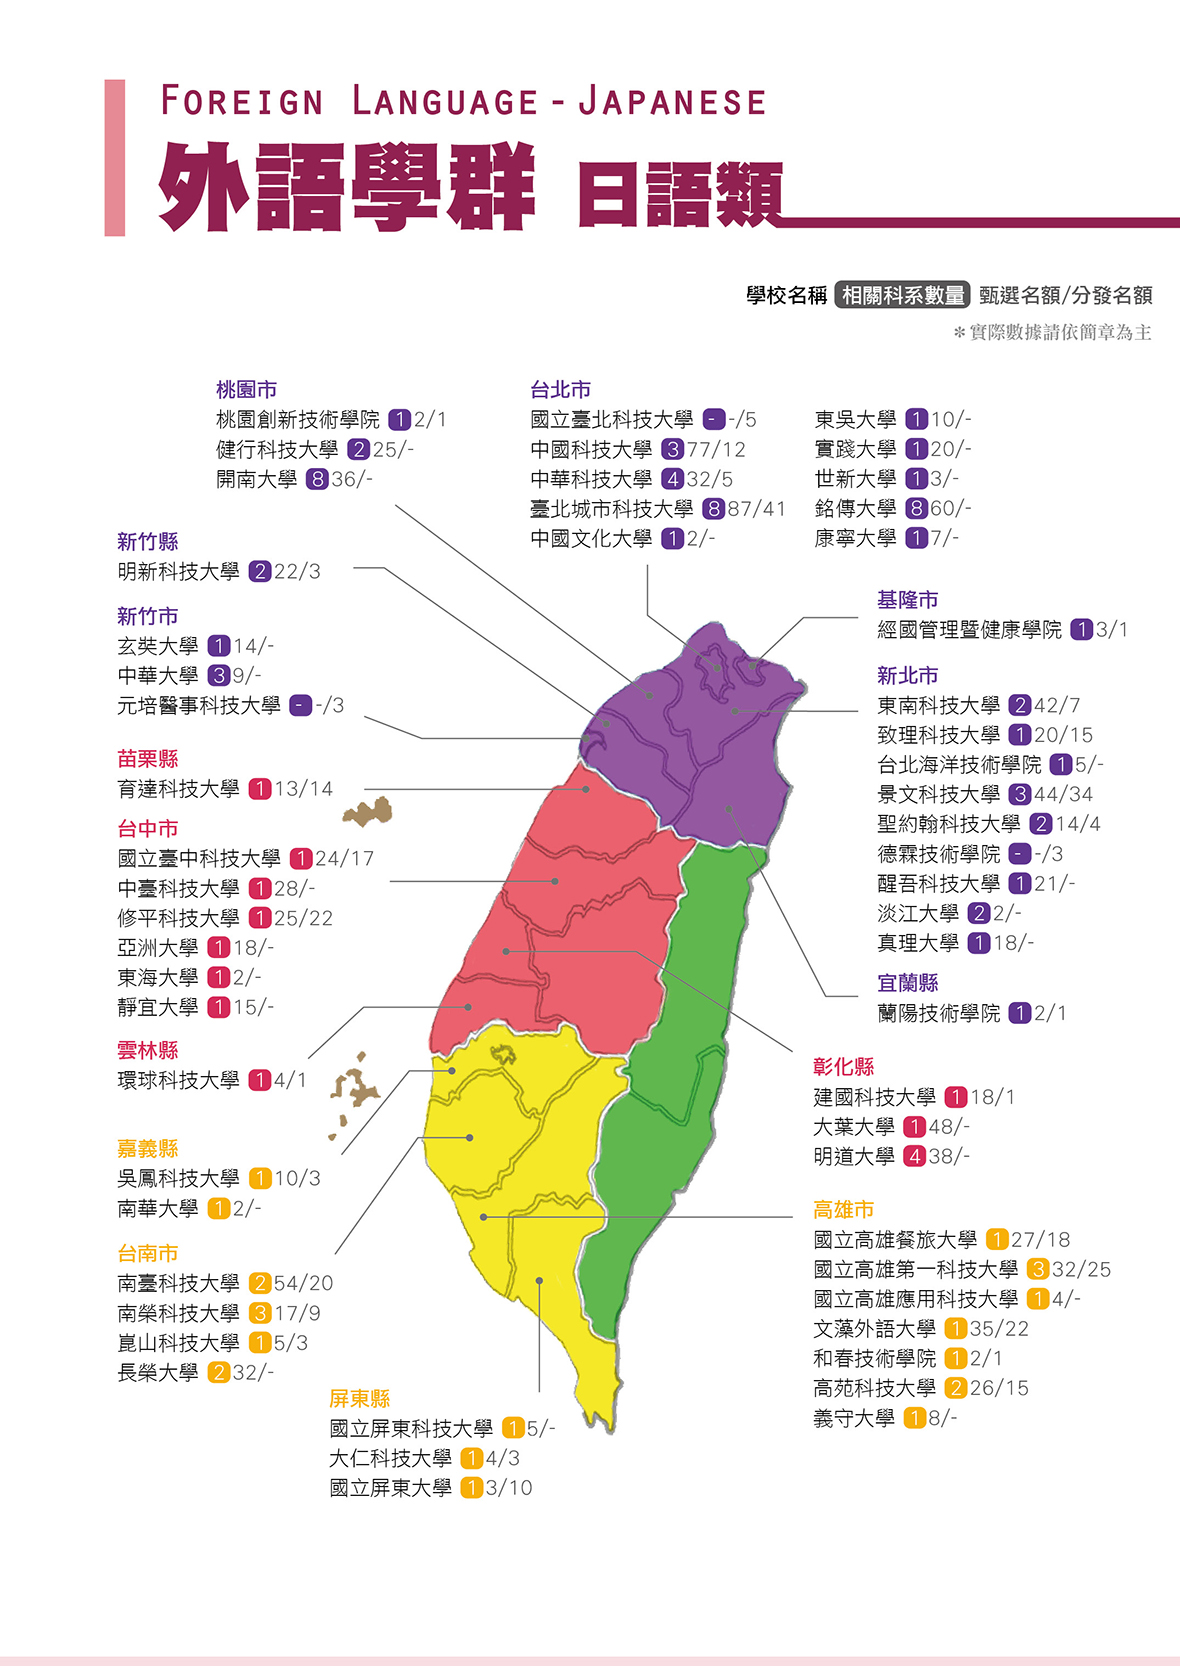 FOREIGN LANGUAGE - JAPANESE
外語學群 日語類
學校名稱 相關科系數量 甄選名額/分發名額
＊實際數據請依簡章為主
桃園市
桃園創新技術學院 1 2/1
健行科技大學 2 25/-
開南大學 8 36/-
台北市
國立臺北科技大學 - -/5
中國科技大學 3 77/12
中華科技大學 4 32/5
臺北城市科技大學 8 87/41
中國文化大學 1 2/-
東吳大學 1 10/-
實踐大學 1 20/-
世新大學 1 3/-
銘傳大學 8 60/-
康寧大學 1 7/-
新竹縣
明新科技大學 2 22/3
新竹市
玄奘大學 1 14/-
中華大學 3 9/-
元培醫事科技大學 - -/3
基隆市
經國管理暨健康學院 1 3/1
新北市
東南科技大學 2 42/7
致理科技大學 1 20/15
台北海洋技術學院 1 5/-
景文科技大學 3 44/34
聖約翰科技大學 2 14/4
德霖技術學院 - -/3
醒吾科技大學 1 21/-
淡江大學 2 2/-
真理大學 1 18/-
宜蘭縣
蘭陽技術學院 1 2/1
苗栗縣
育達科技大學 1 13/14
台中市
國立臺中科技大學 1 24/17
中臺科技大學 1 28/-
修平科技大學 1 25/22
亞洲大學 1 18/-
東海大學 1 2/-
靜宜大學 1 15/-
雲林縣
環球科技大學 1 4/1
彰化縣
建國科技大學 1 18/1
大葉大學 1 48/-
明道大學 4 38/-
嘉義縣
吳鳳科技大學 1 10/3
南華大學 1 2/-
台南市
南臺科技大學 2 54/20
南榮科技大學 3 17/9
崑山科技大學 1 5/3
長榮大學 2 32/-
高雄市
國立高雄餐旅大學 1 27/18
國立高雄第一科技大學 3 32/25
國立高雄應用科技大學 1 4/-
文藻外語大學 1 35/22
和春技術學院 1 2/1
高苑科技大學 2 26/15
義守大學 1 8/-
屏東縣
國立屏東科技大學 1 5/-
大仁科技大學 1 4/3
國立屏東大學 1 3/10